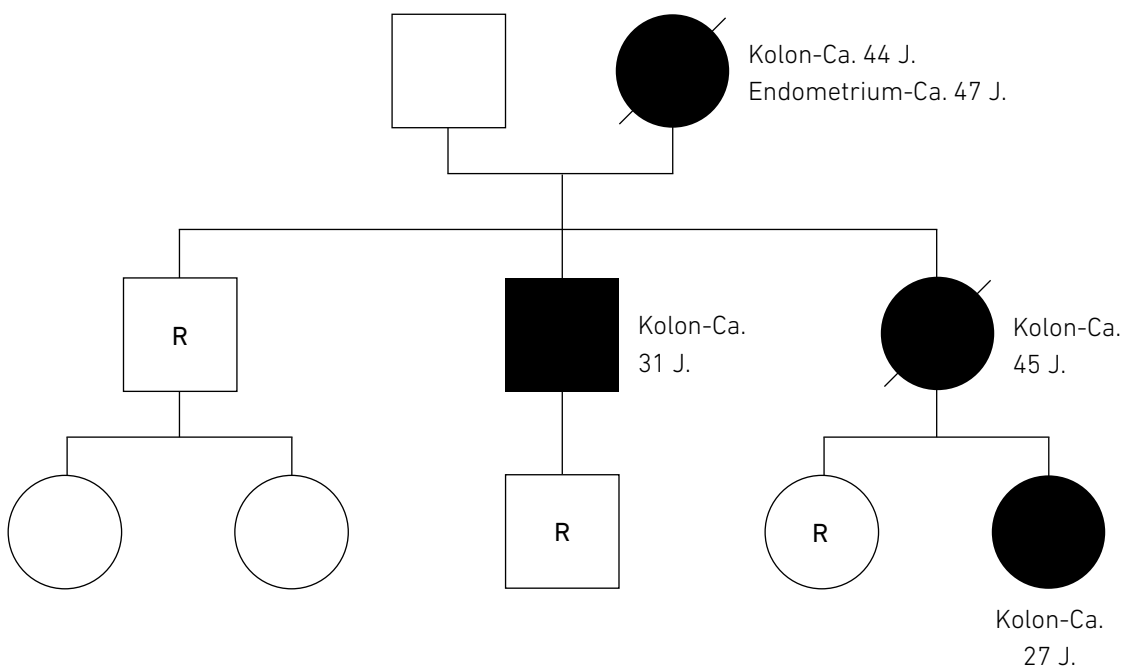 Kolon-Ca. 44 J.
Endometrium-Ca. 47 J.
R
Kolon-Ca.
31 J.
Kolon-Ca.
45 J.
R
R
Kolon-Ca.
27 J.